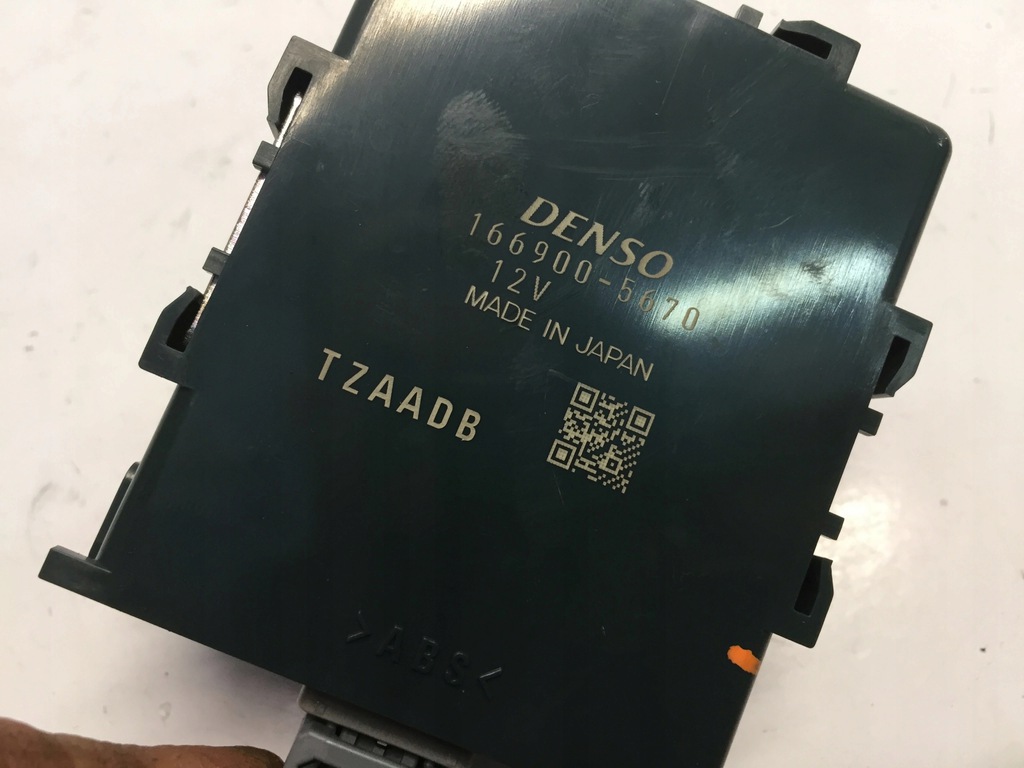 DENSO
166900-5670
12V
MADE IN JAPAN
TZAADB
>ABS<